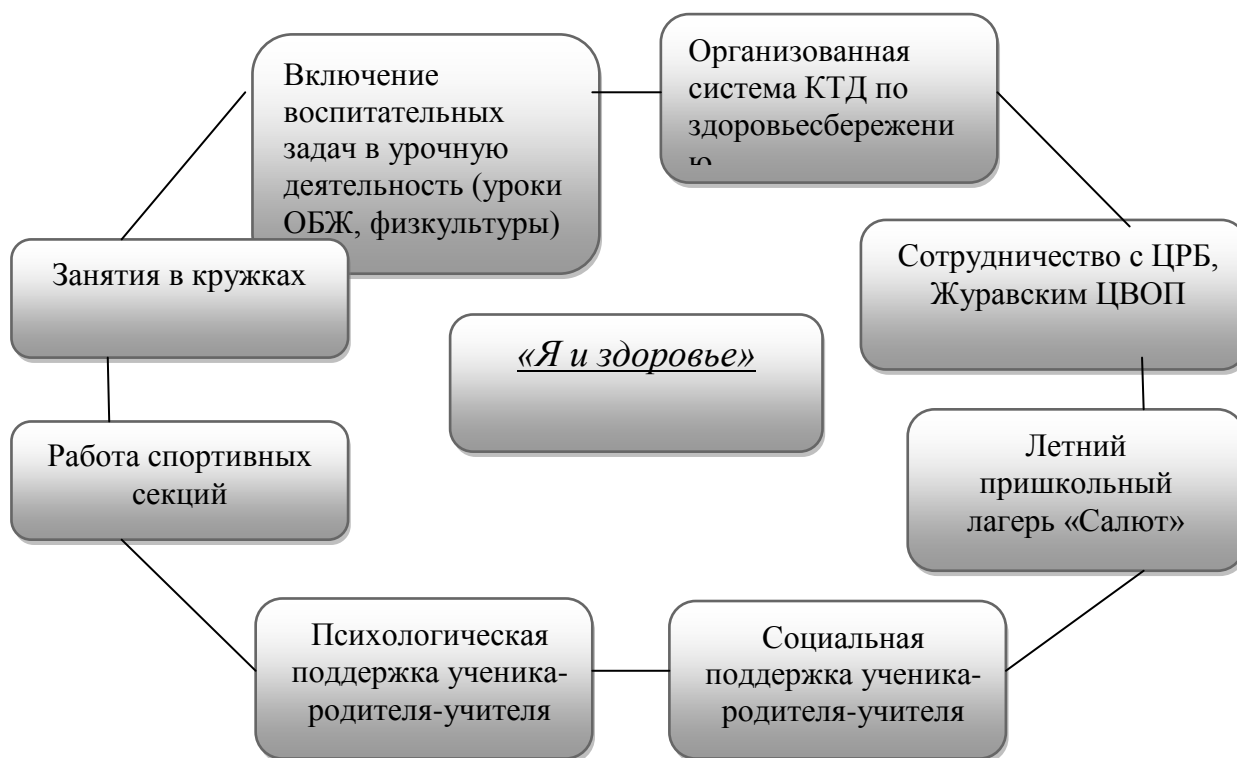 Включение
воспитательных
задач в урочную
деятельность (уроки
ОБЖ, физкультуры)
Организованная
система КТД по
здоровьесбережени
ю
Занятия в кружках
Сотрудничество с ЦРБ,
Журавским ЦВОП
«Я и здоровье»
Работа спортивных
секций
Летний
пришкольный
лагерь «Салют»
Психологическая
поддержка ученика-
родителя-учителя
Социальная
поддержка ученика-
родителя-учителя